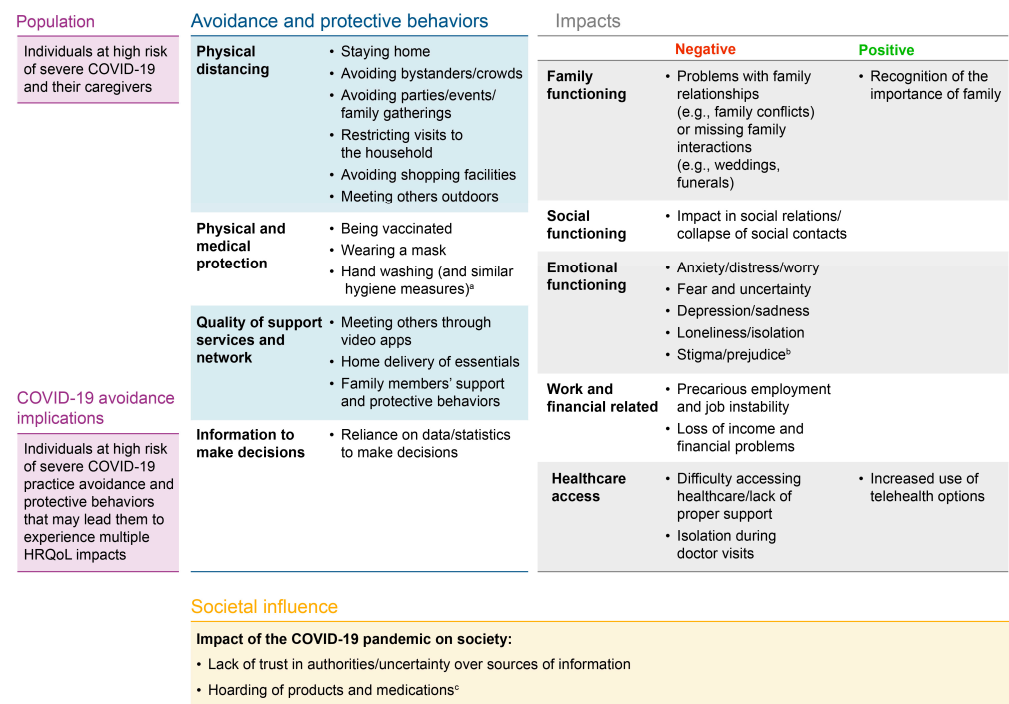 Population
Individuals at high risk
of severe COVID-19
and their caregivers
COVID-19 avoidance
implications
Individuals at high risk
of severe COVID-19
practice avoidance and
protective behaviors
that may lead them to
experience multiple
HRQoL impacts
Avoidance and protective behaviors
Physical
distancing
• Staying home
• Avoiding bystanders/crowds
• Avoiding parties/events/
family gatherings
• Restricting visits to
the household
• Avoiding shopping facilities
• Meeting others outdoors
Physical and
medical
protection
• Being vaccinated
• Wearing a mask
• Hand washing (and similar
hygiene measures)ᵃ
Quality of support
services and
network
• Meeting others through
video apps
• Home delivery of essentials
• Family members’ support
and protective behaviors
Information to
make decisions
• Reliance on data/statistics
to make decisions
Impacts
Negative
Positive
Family
functioning
• Problems with family
relationships
(e.g., family conflicts)
or missing family
interactions
(e.g., weddings,
funerals)
• Recognition of the
importance of family
Social
functioning
• Impact in social relations/
collapse of social contacts
Emotional
functioning
• Anxiety/distress/worry
• Fear and uncertainty
• Depression/sadness
• Loneliness/isolation
• Stigma/prejudiceᵇ
Work and
financial related
• Precarious employment
and job instability
• Loss of income and
financial problems
Healthcare
access
• Difficulty accessing
healthcare/lack of
proper support
• Isolation during
doctor visits
• Increased use of
telehealth options
Societal influence
Impact of the COVID-19 pandemic on society:
• Lack of trust in authorities/uncertainty over sources of information
• Hoarding of products and medicationsᶜ